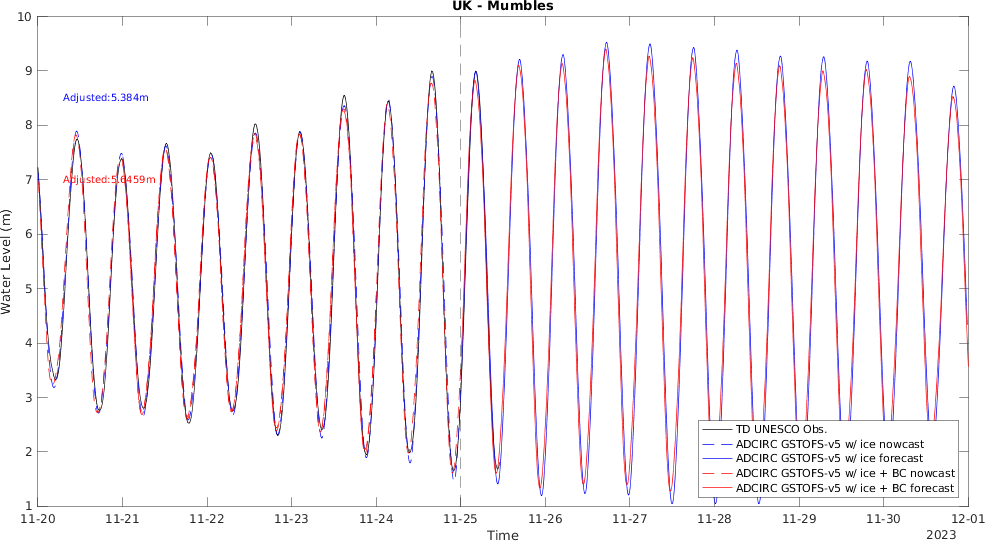 UK - Mumbles
10
9
8
7
6
5
4
3
2
1
Water Level (m)
Adjusted:5.384m
Adjusted:5.6459m
TD UNESCO Obs.
ADCIRC GSTOFS-v5 w/ ice nowcast
ADCIRC GSTOFS-v5 w/ ice forecast
ADCIRC GSTOFS-v5 w/ ice + BC nowcast
ADCIRC GSTOFS-v5 w/ ice + BC forecast
11-20 11-21 11-22 11-23 11-24 11-25 11-26 11-27 11-28 11-29 11-30 12-01
Time
2023